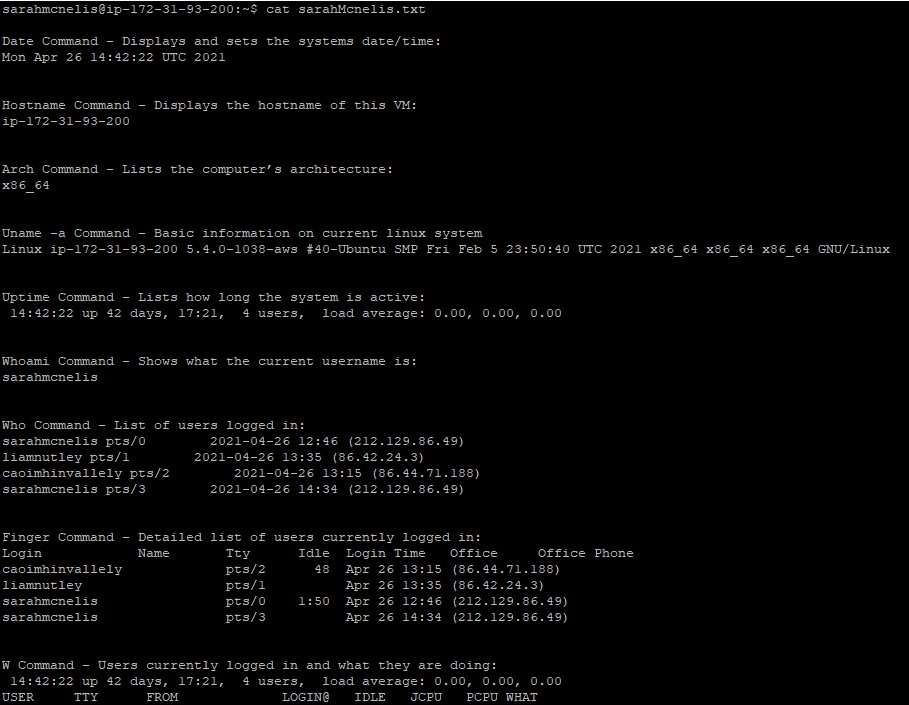 sarahmcnelis@ip-172-31-93-200:~$ cat sarahMcnelis.txt
Date Command - Displays and sets the systems date/time:
Mon Apr 26 14:42:22 UTC 2021
Hostname Command - Displays the hostname of this VM:
ip-172-31-93-200
Arch Command - Lists the computer’s architecture:
x86_64
Uname -a Command - Basic information on current linux system
Linux ip-172-31-93-200 5.4.0-1038-aws #40-Ubuntu SMP Fri Feb 5 23:50:40 UTC 2021 x86_64 x86_64 x86_64 GNU/Linux
Uptime Command - Lists how long the system is active:
 14:42:22 up 42 days, 17:21,  4 users,  load average: 0.00, 0.00, 0.00
Whoami Command - Shows what the current username is:
sarahmcnelis
Who Command - List of users logged in:
sarahmcnelis pts/0        2021-04-26 12:46 (212.129.86.49)
liamnutley pts/1        2021-04-26 13:35 (86.42.24.3)
caoimhinvallely pts/2        2021-04-26 13:15 (86.44.71.188)
sarahmcnelis pts/3        2021-04-26 14:34 (212.129.86.49)
Finger Command - Detailed list of users currently logged in:
Login            Name       Tty      Idle  Login Time   Office     Office Phone
caoimhinvallely             pts/2      48  Apr 26 13:15 (86.44.71.188)
liamnutley                  pts/1          Apr 26 13:35 (86.42.24.3)
sarahmcnelis                pts/0    1:50  Apr 26 12:46 (212.129.86.49)
sarahmcnelis                pts/3          Apr 26 14:34 (212.129.86.49)
W Command - Users currently logged in and what they are doing:
 14:42:22 up 42 days, 17:21,  4 users,  load average: 0.00, 0.00, 0.00
USER     TTY      FROM             LOGIN@   IDLE   JCPU   PCPU WHAT